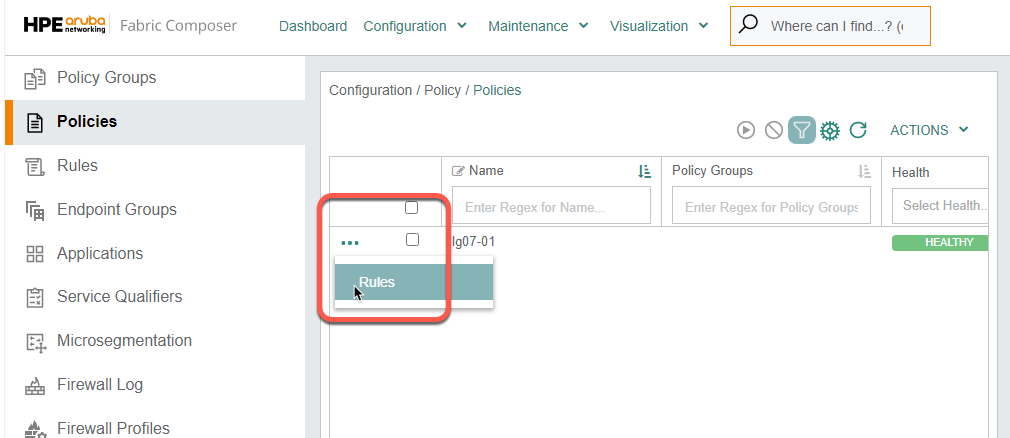 HPE aruba networking Fabric Composer Dashboard Configuration Maintenance Visualization Where can I find...? (
Policy Groups
Policies
Rules
Endpoint Groups
Applications
Service Qualifiers
Microsegmentation
Firewall Log
Firewall Profiles
Configuration / Policy / Policies
ACTIONS
Name Policy Groups Health
Enter Regex for Name... Enter Regex for Policy Groups Select Health..
lg07-01 HEALTHY
Rules